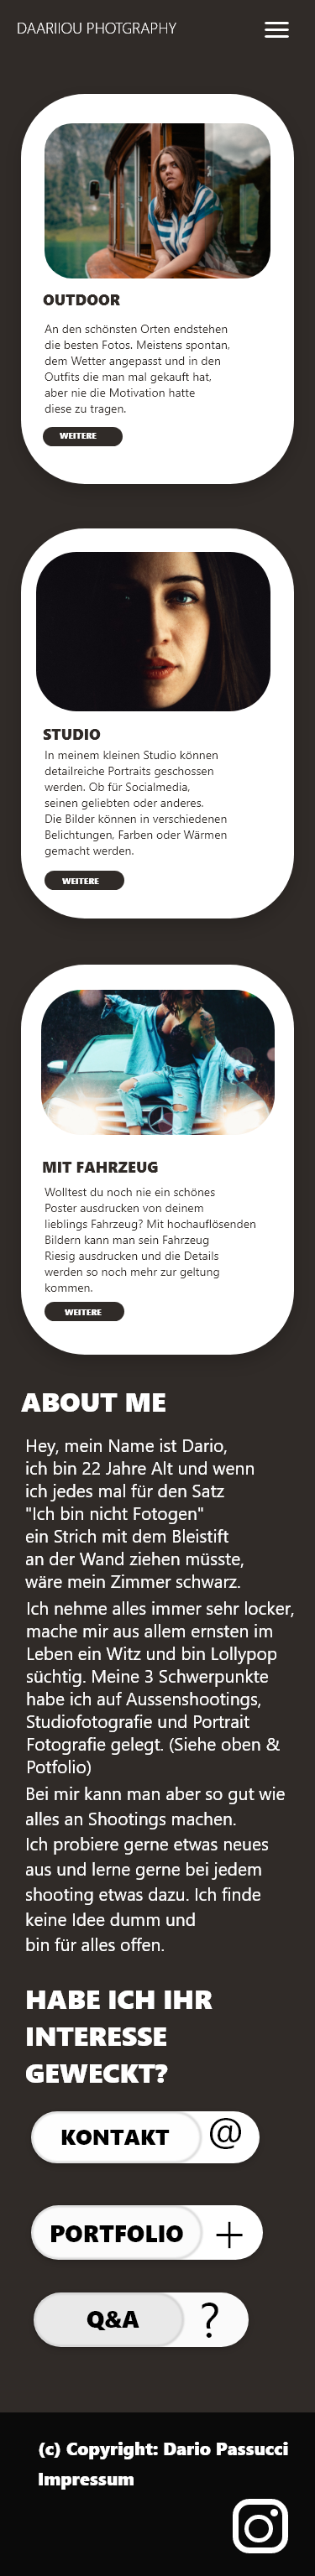 DAARIIOU PHOTGRAPHY
OUTDOOR
An den schönsten Orten endstehen
die besten Fotos. Meistens spontan,
dem Wetter angepasst und in den
Outfits die man mal gekauft hat,
aber nie die Motivation hatte
diese zu tragen.
WEITERE
STUDIO
In meinem kleinen Studio können
detailreiche Portraits geschossen
werden. Ob für Socialmedia,
seinen geliebten oder anderes.
Die Bilder können in verschiedenen
Belichtungen, Farben oder Wärmen
gemacht werden.
WEITERE
MIT FAHRZEUG
Wolltest du noch nie ein schönes
Poster ausdrucken von deinem
lieblings Fahrzeug? Mit hochauflösenden
Bildern kann man sein Fahrzeug
Riesig ausdrucken und die Details
werden so noch mehr zur geltung
kommen.
WEITERE
ABOUT ME
Hey, mein Name ist Dario,
ich bin 22 Jahre Alt und wenn
ich jedes mal für den Satz
"Ich bin nicht Fotogen"
ein Strich mit dem Bleistift
an der Wand ziehen müsste,
wäre mein Zimmer schwarz.
Ich nehme alles immer sehr locker,
mache mir aus allem ernsten im
Leben ein Witz und bin Lollypop
süchtig. Meine 3 Schwerpunkte
habe ich auf Aussenshootings,
Studiofotografie und Portrait
Fotografie gelegt. (Siehe oben &
Potfolio)
Bei mir kann man aber so gut wie
alles an Shootings machen.
Ich probiere gerne etwas neues
aus und lerne gerne bei jedem
shooting etwas dazu. Ich finde
keine Idee dumm und
bin für alles offen.
HABE ICH IHR
INTERESSE
GEWECKT?
KONTAKT @
PORTFOLIO +
Q&A ?
(c) Copyright: Dario Passucci
Impressum